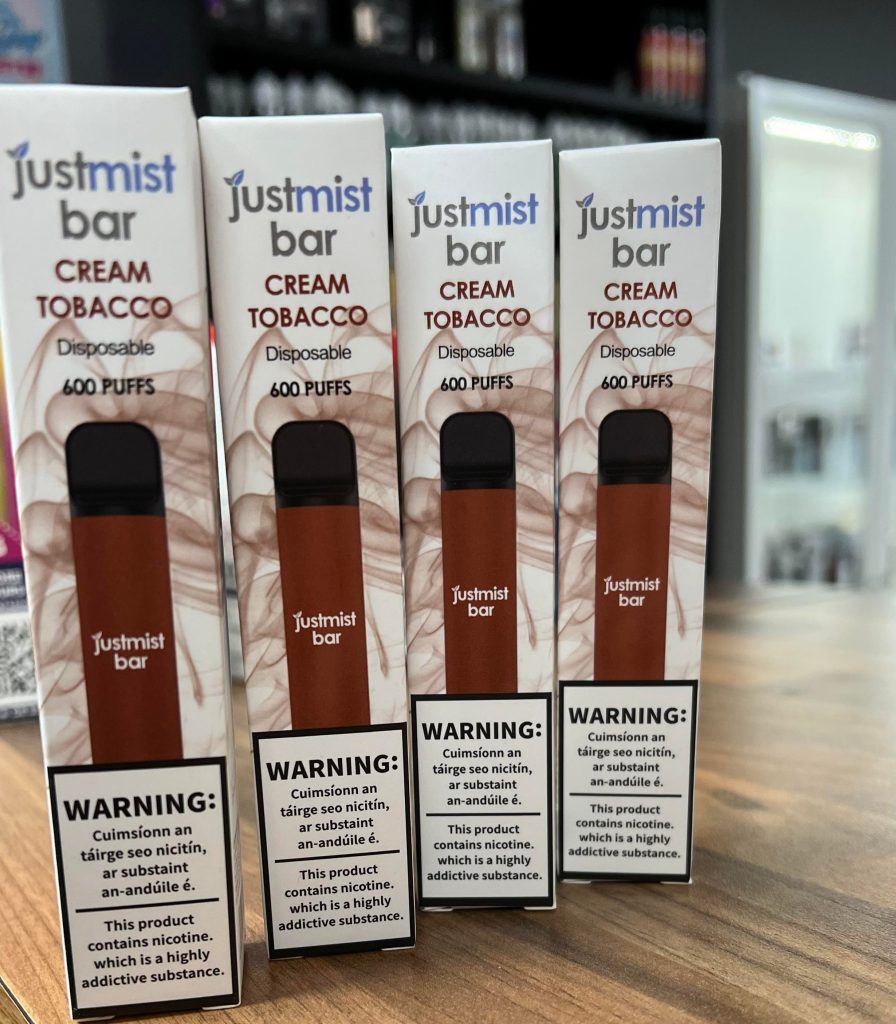 justmist
bar
CREAM
TOBACCO
Disposable
600 PUFFS
justmist
bar
WARNING:
Cuimsíonn an
táirge seo nicitín,
ar substaint
an-andúile é.
This product
contains nicotine.
which is a highly
addictive substance.
justmist
bar
CREAM
TOBACCO
Disposable
600 PUFFS
justmist
bar
WARNING:
Cuimsíonn an
táirge seo nicitín,
ar substaint
an-andúile é.
This product
contains nicotine.
which is a highly
addictive substance.
justmist
bar
CREAM
TOBACCO
Disposable
600 PUFFS
justmist
bar
WARNING:
Cuimsíonn an
táirge seo nicitín,
ar substaint
an-andúile é.
This product
contains nicotine.
which is a highly
addictive substance.
justmist
bar
CREAM
TOBACCO
Disposable
600 PUFFS
justmist
bar
WARNING:
Cuimsíonn an
táirge seo nicitín,
ar substaint
an-andúile é.
This product
contains nicotine.
which is a highly
addictive substance.